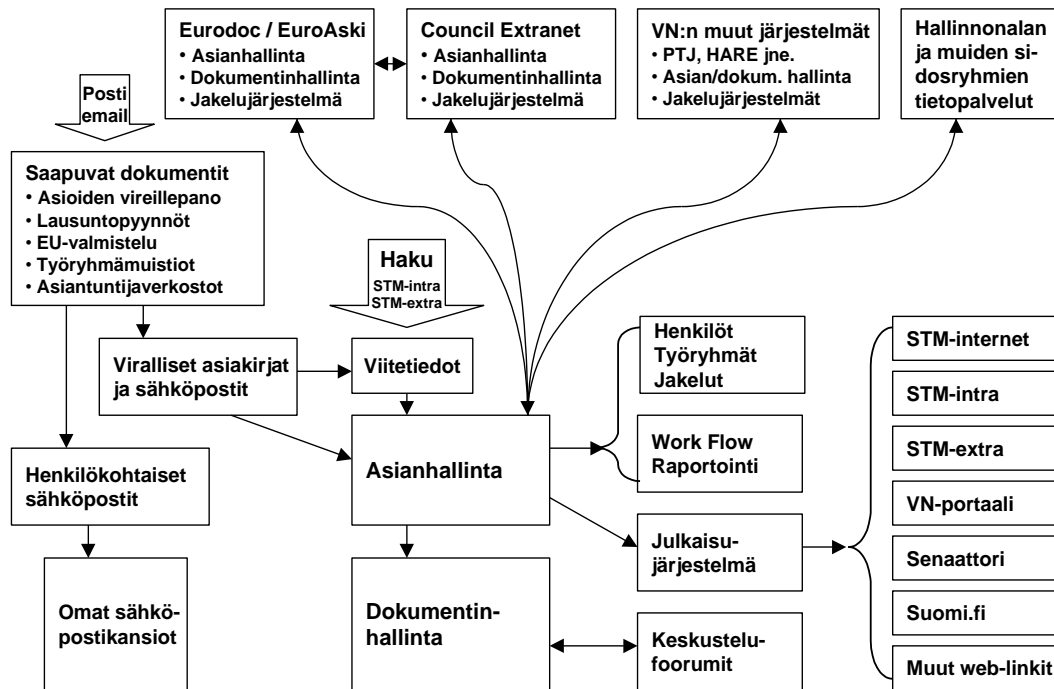 Eurodoc / EuroAski
• Asianhallinta
• Dokumentinhallinta
• Jakelujärjestelmä
Council Extranet
• Asianhallinta
• Dokumentinhallinta
• Jakelujärjestelmä
VN:n muut järjestelmät
• PTJ, HARE jne.
• Asian/dokum. hallinta
• Jakelujärjestelmät
Hallinnonalan
ja muiden si-
dosryhmien
tietopalvelut
Posti
email
Saapuvat dokumentit
• Asioiden vireillepano
• Lausuntopyynnöt
• EU-valmistelu
• Työryhmämuistiot
• Asiantuntijaverkostot
Haku
STM-intra
STM-extra
Viralliset asiakirjat
ja sähköpostit
Viitetiedot
Henkilöt
Työryhmät
Jakelut
STM-internet
STM-intra
STM-extra
VN-portaali
Senaattori
Suomi.fi
Muut web-linkit
Henkilökohtaiset
sähköpostit
Asianhallinta
Work Flow
Raportointi
Julkaisu-
järjestelmä
Omat sähkö-
postikansiot
Dokumentin-
hallinta
Keskustelu-
foorumit